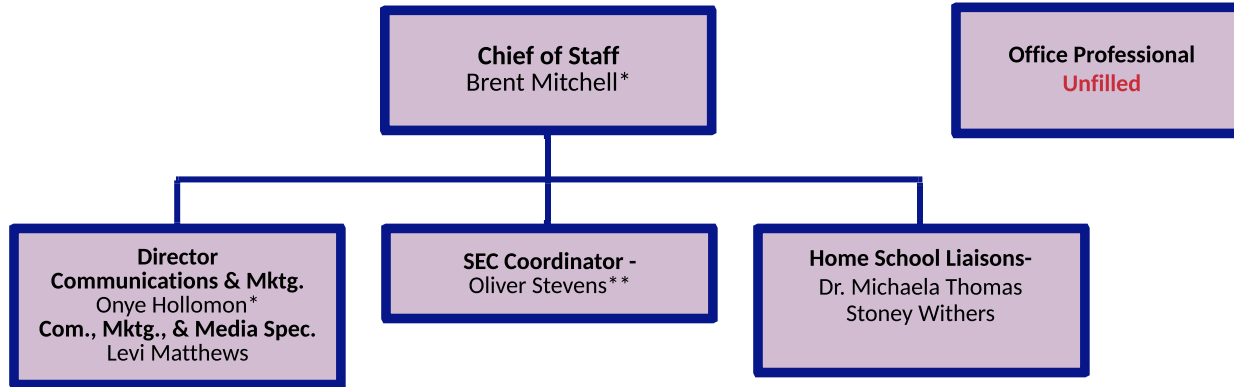 Chief of Staff
Brent Mitchell*
Office Professional
Unfilled
Director
Communications & Mktg.
Onye Hollomon*
Com., Mktg., & Media Spec.
Levi Matthews
SEC Coordinator -
Oliver Stevens**
Home School Liaisons-
Dr. Michaela Thomas
Stoney Withers